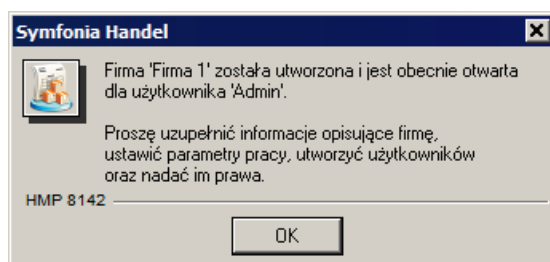 Symfonia Handel
Firma 'Firma 1' została utworzona i jest obecnie otwarta
dla użytkownika 'Admin'.
Proszę uzupełnić informacje opisujące firmę,
ustawić parametry pracy, utworzyć użytkowników
oraz nadać im prawa.
HMP 8142
OK